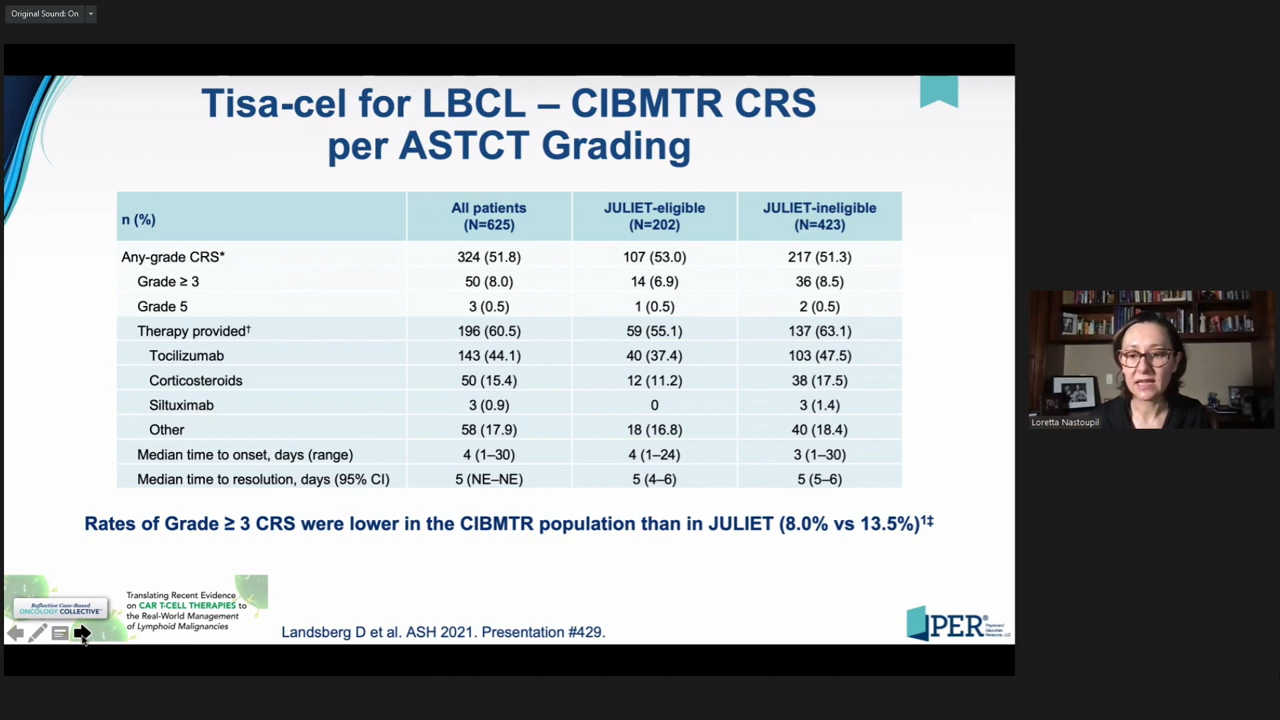 Original Sound: On
Tisa-cel for LBCL – CIBMTR CRS
per ASTCT Grading
n (%)
All patients
(N=625)
JULIET-eligible
(N=202)
JULIET-ineligible
(N=423)
Any-grade CRS* 324 (51.8) 107 (53.0) 217 (51.3)
Grade ≥ 3 50 (8.0) 14 (6.9) 36 (8.5)
Grade 5 3 (0.5) 1 (0.5) 2 (0.5)
Therapy provided† 196 (60.5) 59 (55.1) 137 (63.1)
Tocilizumab 143 (44.1) 40 (37.4) 103 (47.5)
Corticosteroids 50 (15.4) 12 (11.2) 38 (17.5)
Siltuximab 3 (0.9) 0 3 (1.4)
Other 58 (17.9) 18 (16.8) 40 (18.4)
Median time to onset, days (range) 4 (1–30) 4 (1–24) 3 (1–30)
Median time to resolution, days (95% CI) 5 (NE–NE) 5 (4–6) 5 (5–6)
Rates of Grade ≥ 3 CRS were lower in the CIBMTR population than in JULIET (8.0% vs 13.5%)¹‡
Reflective Case-Based
ONCOLOGY COLLECTIVE
Translating Recent Evidence
on CAR T-CELL THERAPIES to
the Real-World Management
of Lymphoid Malignancies
Landsberg D et al. ASH 2021. Presentation #429.
PER®
Loretta Nastoupil